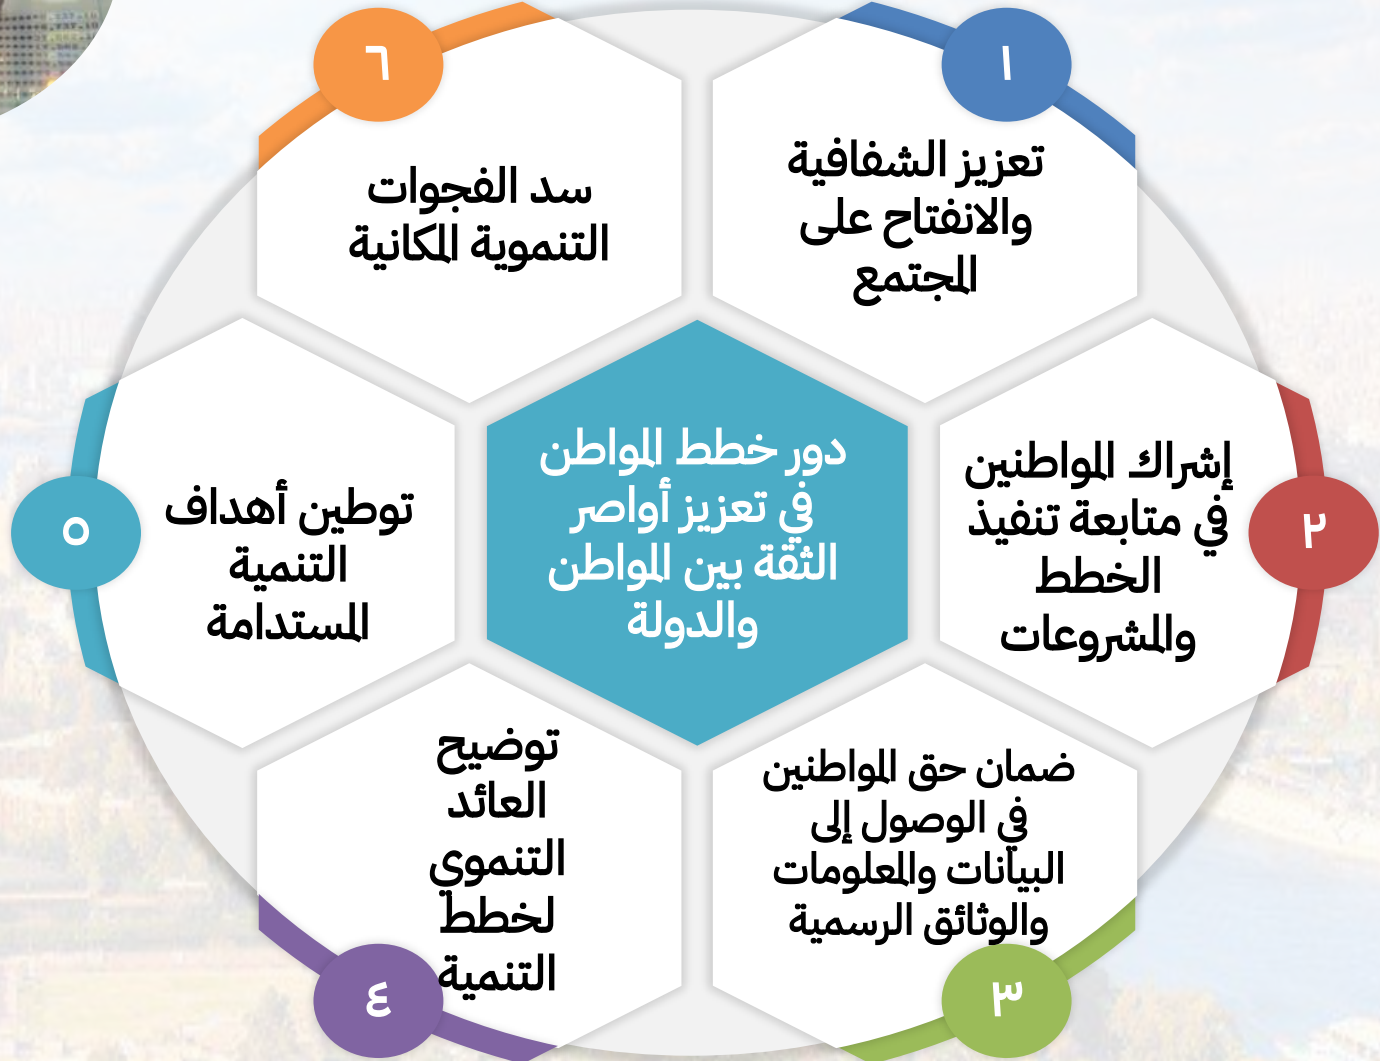 دور خطط المواطن
في تعزيز أواصر
الثقة بين المواطن
والدولة
١
تعزيز الشفافية
والانفتاح على
المجتمع
٢
إشراك المواطنين
في متابعة تنفيذ
الخطط
والمشروعات
٣
ضمان حق المواطنين
في الوصول إلى
البيانات والمعلومات
والوثائق الرسمية
٤
توضيح
العائد
التنموي
لخطط
التنمية
٥
توطين أهداف
التنمية
المستدامة
٦
سد الفجوات
التنموية المكانية